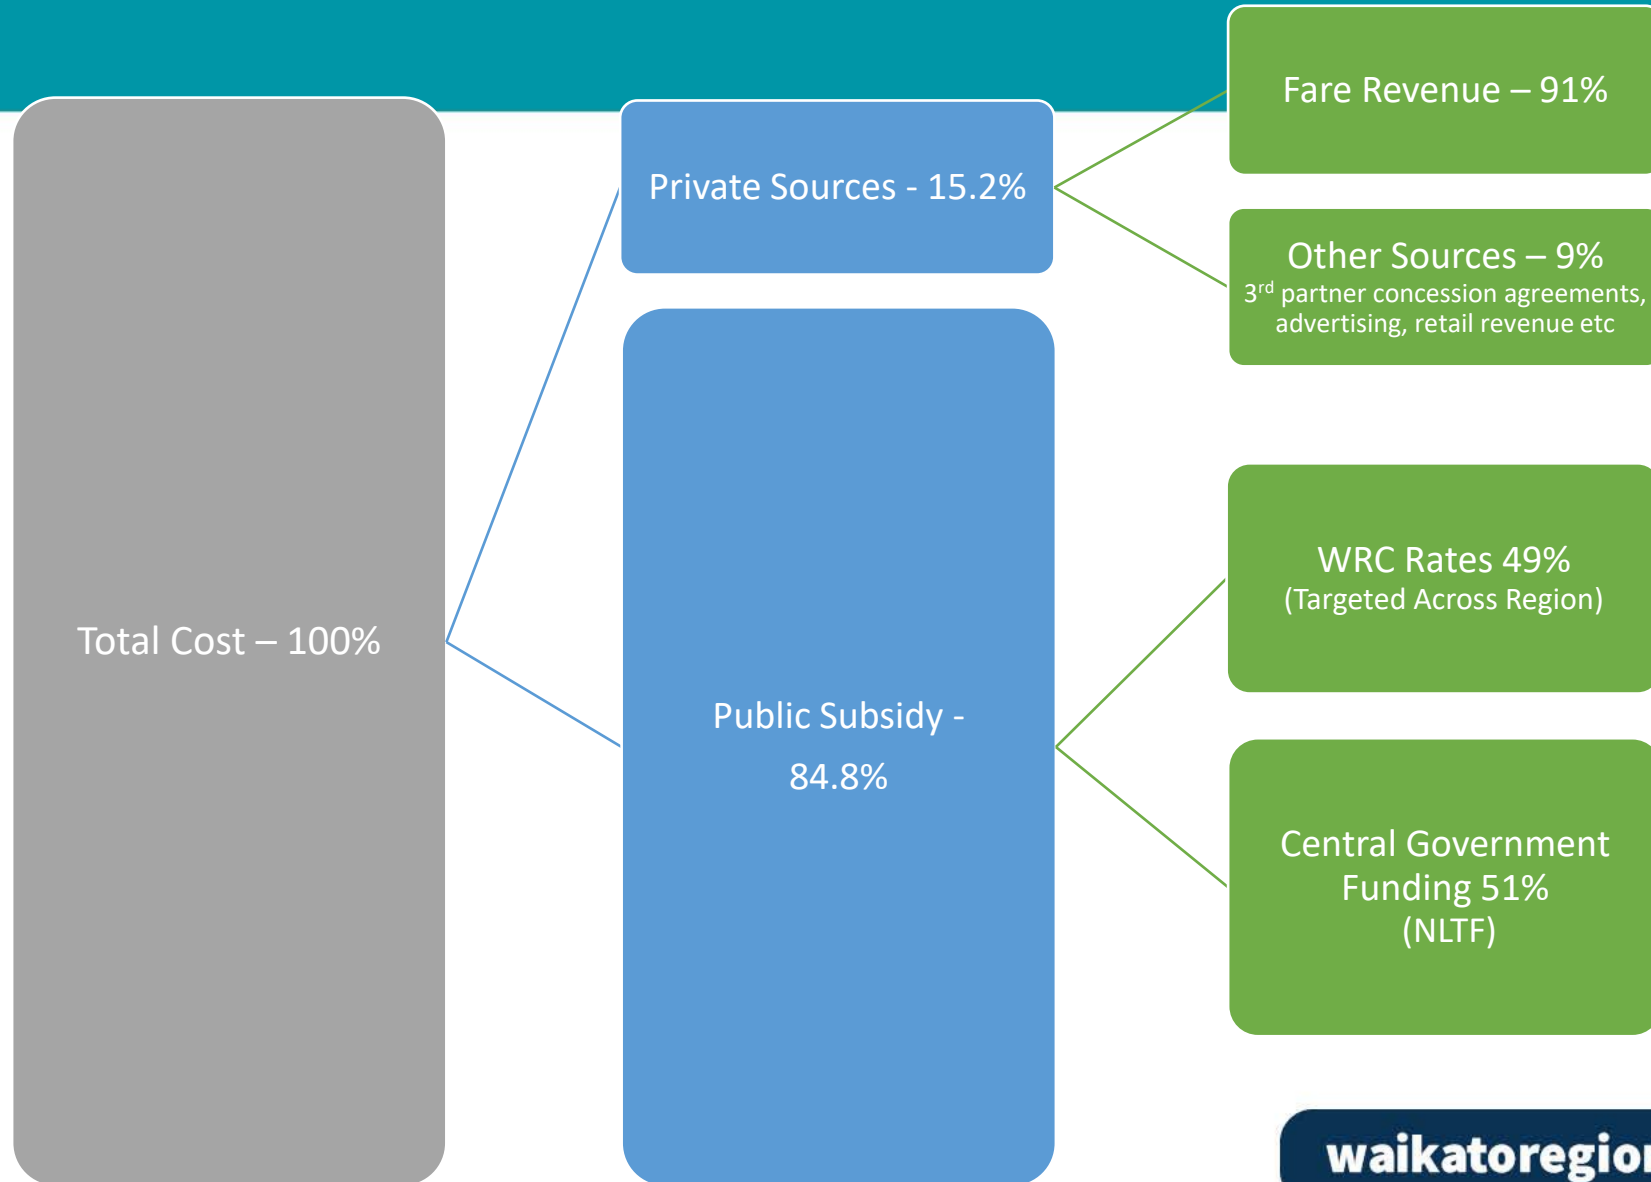 Total Cost – 100%
Private Sources - 15.2%
Public Subsidy -
84.8%
Fare Revenue – 91%
Other Sources – 9%
3rd partner concession agreements,
advertising, retail revenue etc
WRC Rates 49%
(Targeted Across Region)
Central Government
Funding 51%
(NLTF)
waikatoregion